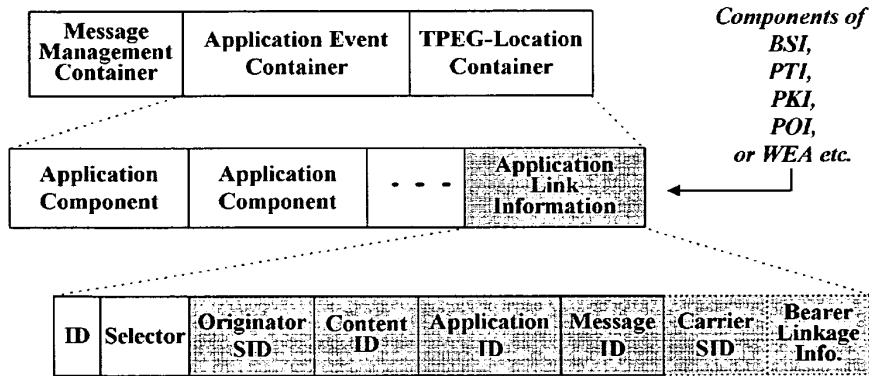 Message
Management
Container
Application Event
Container
TPEG-Location
Container
Components of
BSI,
PTI,
PKI,
POI,
or WEA etc.
Application
Component
Application
Component
- - -
Application
Link
Information
ID
Selector
Originator
SID
Content
ID
Application
ID
Message
ID
Carrier
SID
Bearer
Linkage
Info.